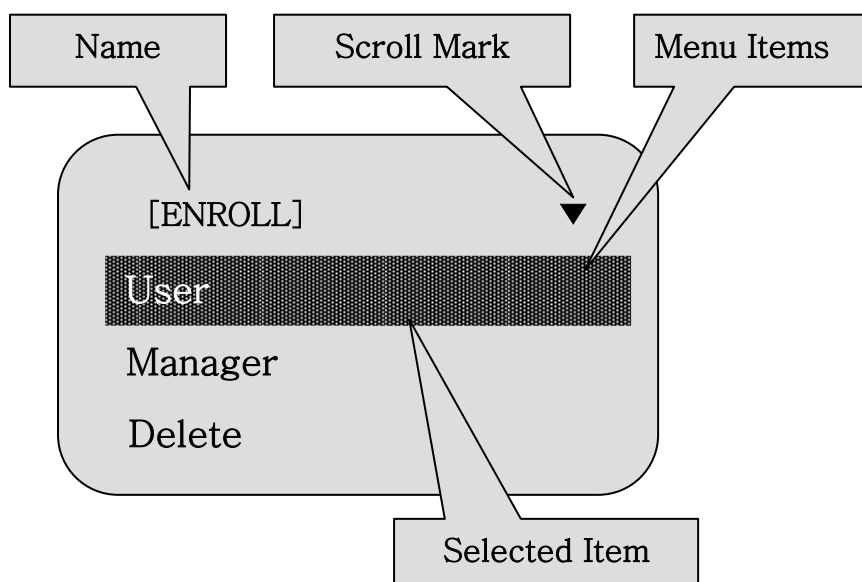 Name
Scroll Mark
Menu Items
[ENROLL] ▼
User
Manager
Delete
Selected Item